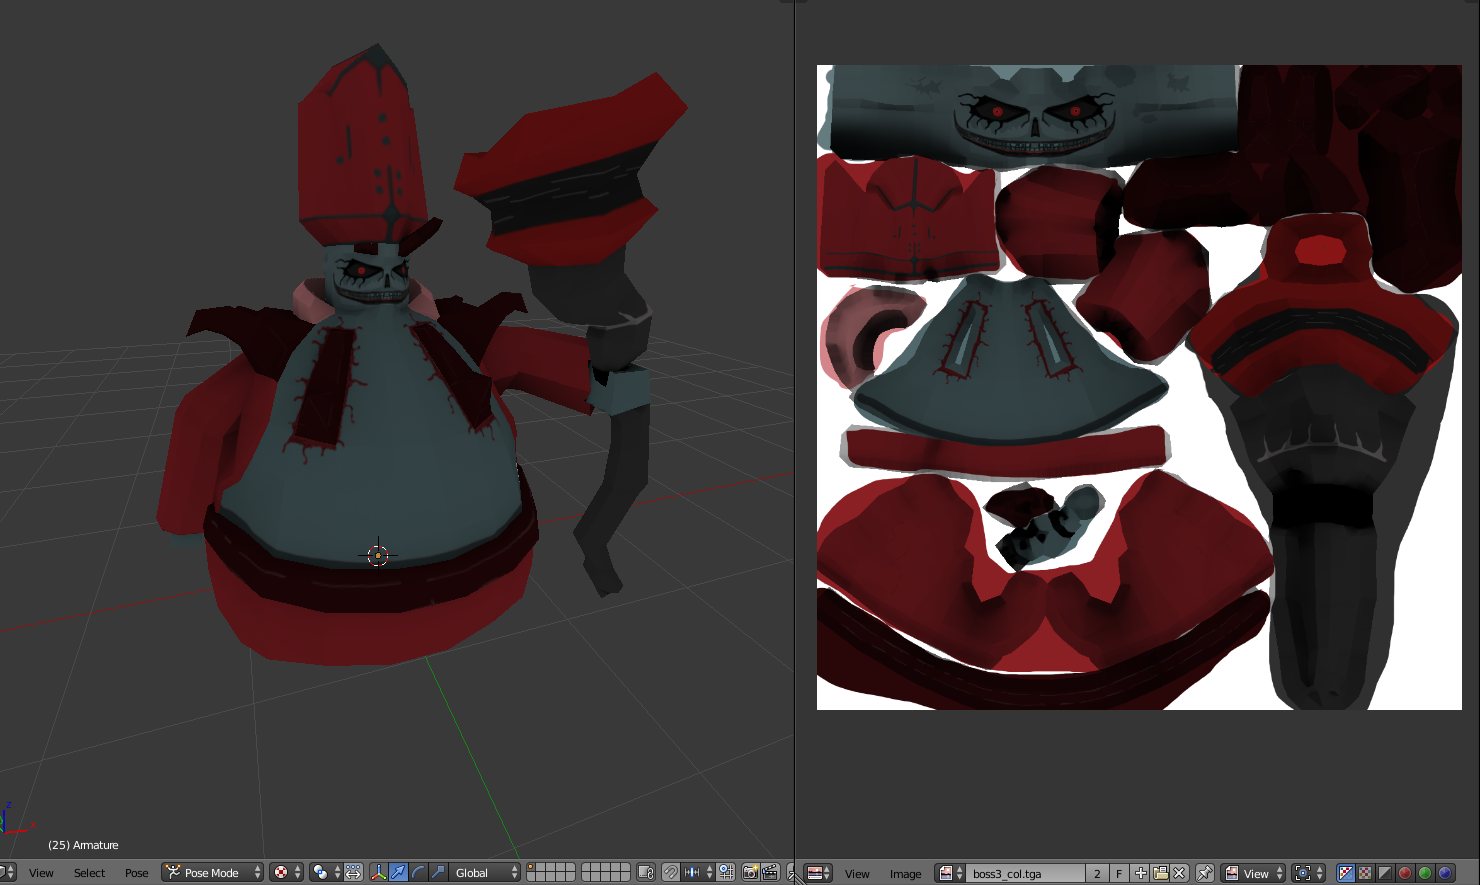 z
x
(25) Armature
View
Select
Pose
Pose Mode
Global
View
Image
boss3_col.tga
2
F
View